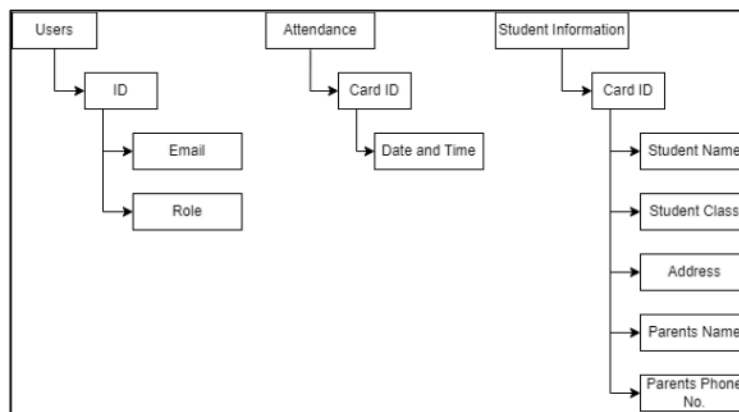 Users
ID
Email
Role
Attendance
Card ID
Date and Time
Student Information
Card ID
Student Name
Student Class
Address
Parents Name
Parents Phone
No.